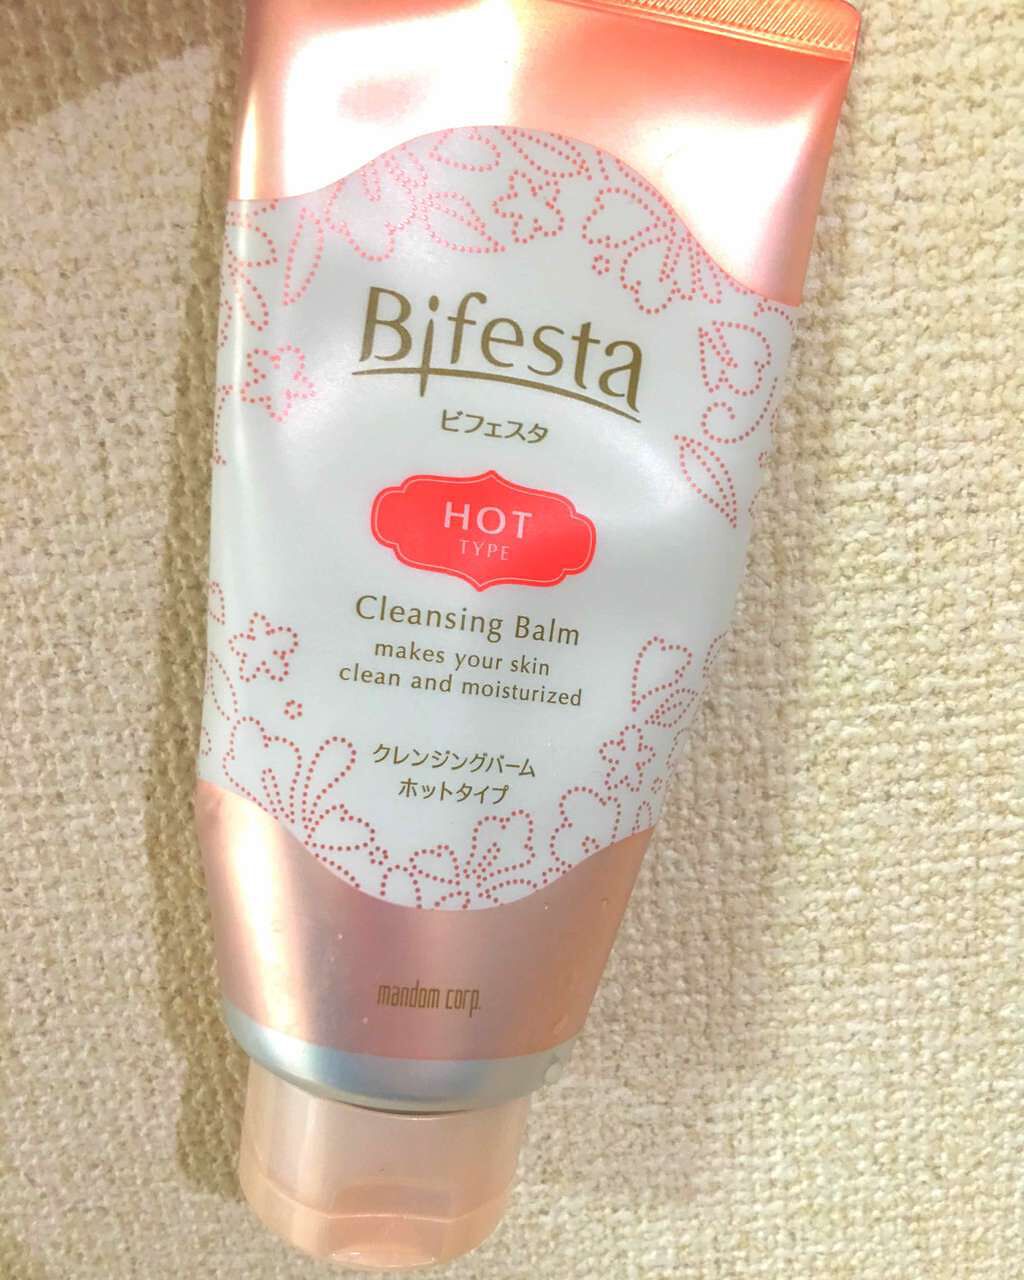 Bifesta
ビフェスタ
HOT
TYPE
Cleansing Balm
makes your skin
clean and moisturized
クレンジングバーム
ホットタイプ
mandom corp.